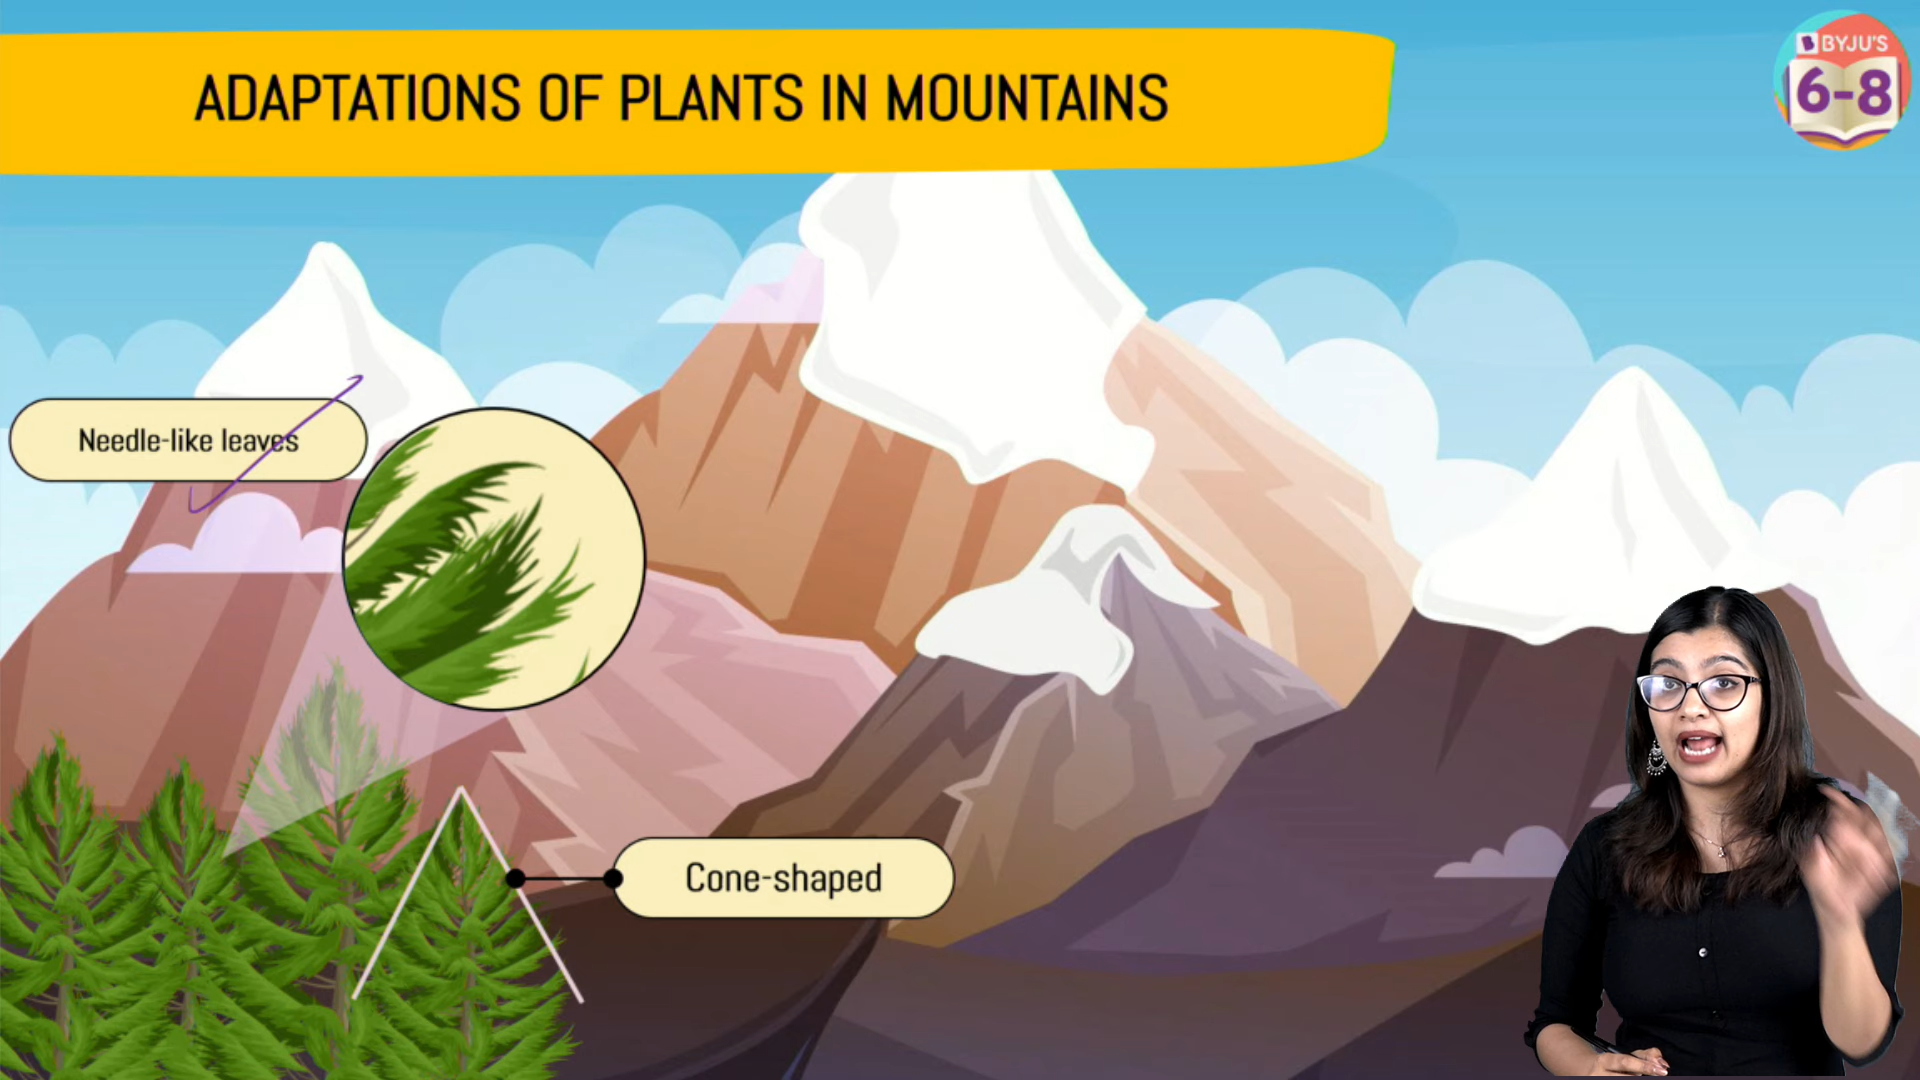 ADAPTATIONS OF PLANTS IN MOUNTAINS
BYJU'S
6-8
Needle-like leaves
Cone-shaped